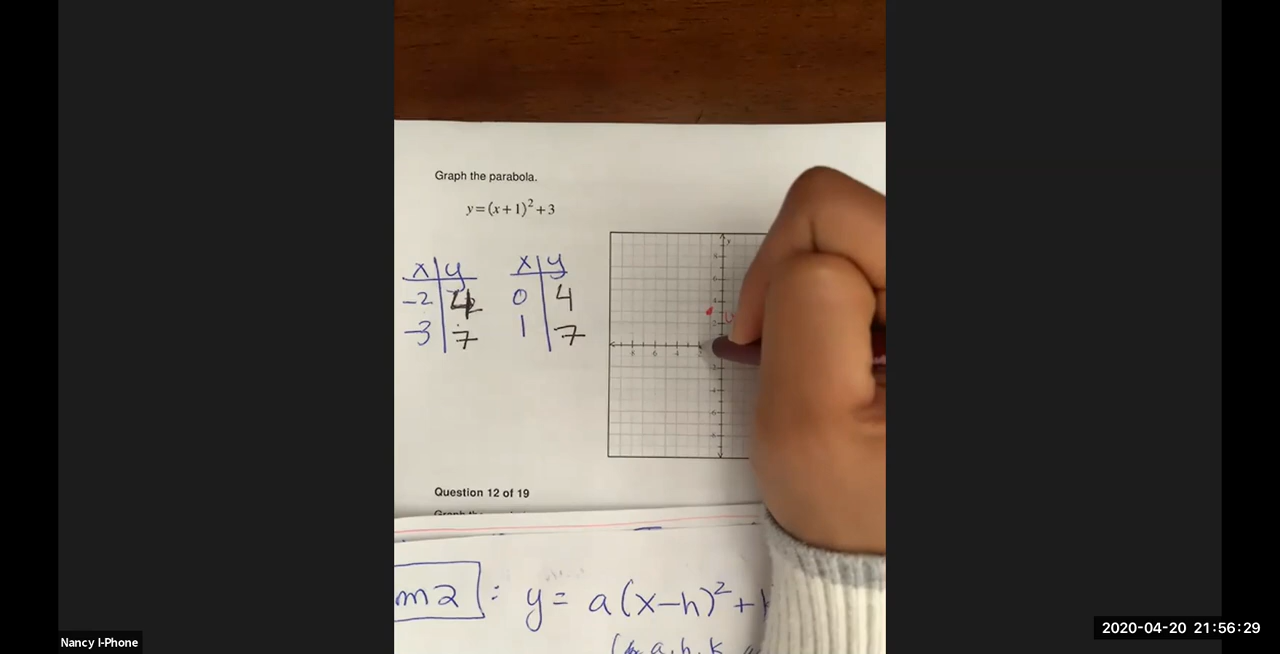 Graph the parabola.
y=(x+1)²+3
x|y x|y
-2|4 0|4
-3|7 1|7
Question 12 of 19
m2 : y = a(x-h)²+
a, h, k
Nancy I-Phone
2020-04-20 21:56:29